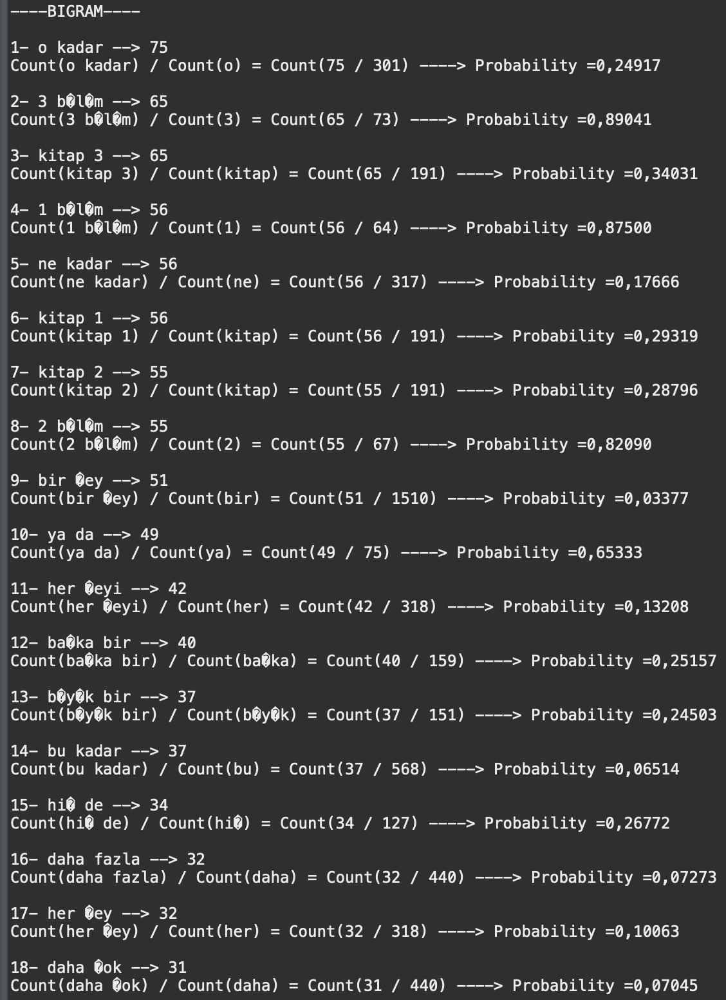 ----BIGRAM----
1- o kadar --> 75
Count(o kadar) / Count(o) = Count(75 / 301) ----> Probability =0,24917
2- 3 b�l�m --> 65
Count(3 b�l�m) / Count(3) = Count(65 / 73) ----> Probability =0,89041
3- kitap 3 --> 65
Count(kitap 3) / Count(kitap) = Count(65 / 191) ----> Probability =0,34031
4- 1 b�l�m --> 56
Count(1 b�l�m) / Count(1) = Count(56 / 64) ----> Probability =0,87500
5- ne kadar --> 56
Count(ne kadar) / Count(ne) = Count(56 / 317) ----> Probability =0,17666
6- kitap 1 --> 56
Count(kitap 1) / Count(kitap) = Count(56 / 191) ----> Probability =0,29319
7- kitap 2 --> 55
Count(kitap 2) / Count(kitap) = Count(55 / 191) ----> Probability =0,28796
8- 2 b�l�m --> 55
Count(2 b�l�m) / Count(2) = Count(55 / 67) ----> Probability =0,82090
9- bir �ey --> 51
Count(bir �ey) / Count(bir) = Count(51 / 1510) ----> Probability =0,03377
10- ya da --> 49
Count(ya da) / Count(ya) = Count(49 / 75) ----> Probability =0,65333
11- her �eyi --> 42
Count(her �eyi) / Count(her) = Count(42 / 318) ----> Probability =0,13208
12- ba�ka bir --> 40
Count(ba�ka bir) / Count(ba�ka) = Count(40 / 159) ----> Probability =0,25157
13- b�y�k bir --> 37
Count(b�y�k bir) / Count(b�y�k) = Count(37 / 151) ----> Probability =0,24503
14- bu kadar --> 37
Count(bu kadar) / Count(bu) = Count(37 / 568) ----> Probability =0,06514
15- hi� de --> 34
Count(hi� de) / Count(hi�) = Count(34 / 127) ----> Probability =0,26772
16- daha fazla --> 32
Count(daha fazla) / Count(daha) = Count(32 / 440) ----> Probability =0,07273
17- her �ey --> 32
Count(her �ey) / Count(her) = Count(32 / 318) ----> Probability =0,10063
18- daha �ok --> 31
Count(daha �ok) / Count(daha) = Count(31 / 440) ----> Probability =0,07045